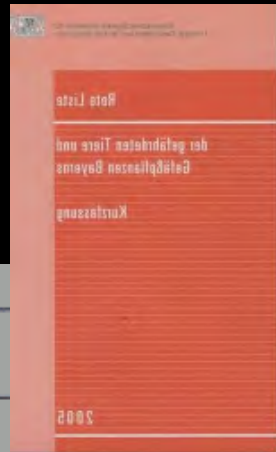 Rote Liste
der gefährdeten Tiere und
Gefäßpflanzen Bayerns
Kurzfassung
2005